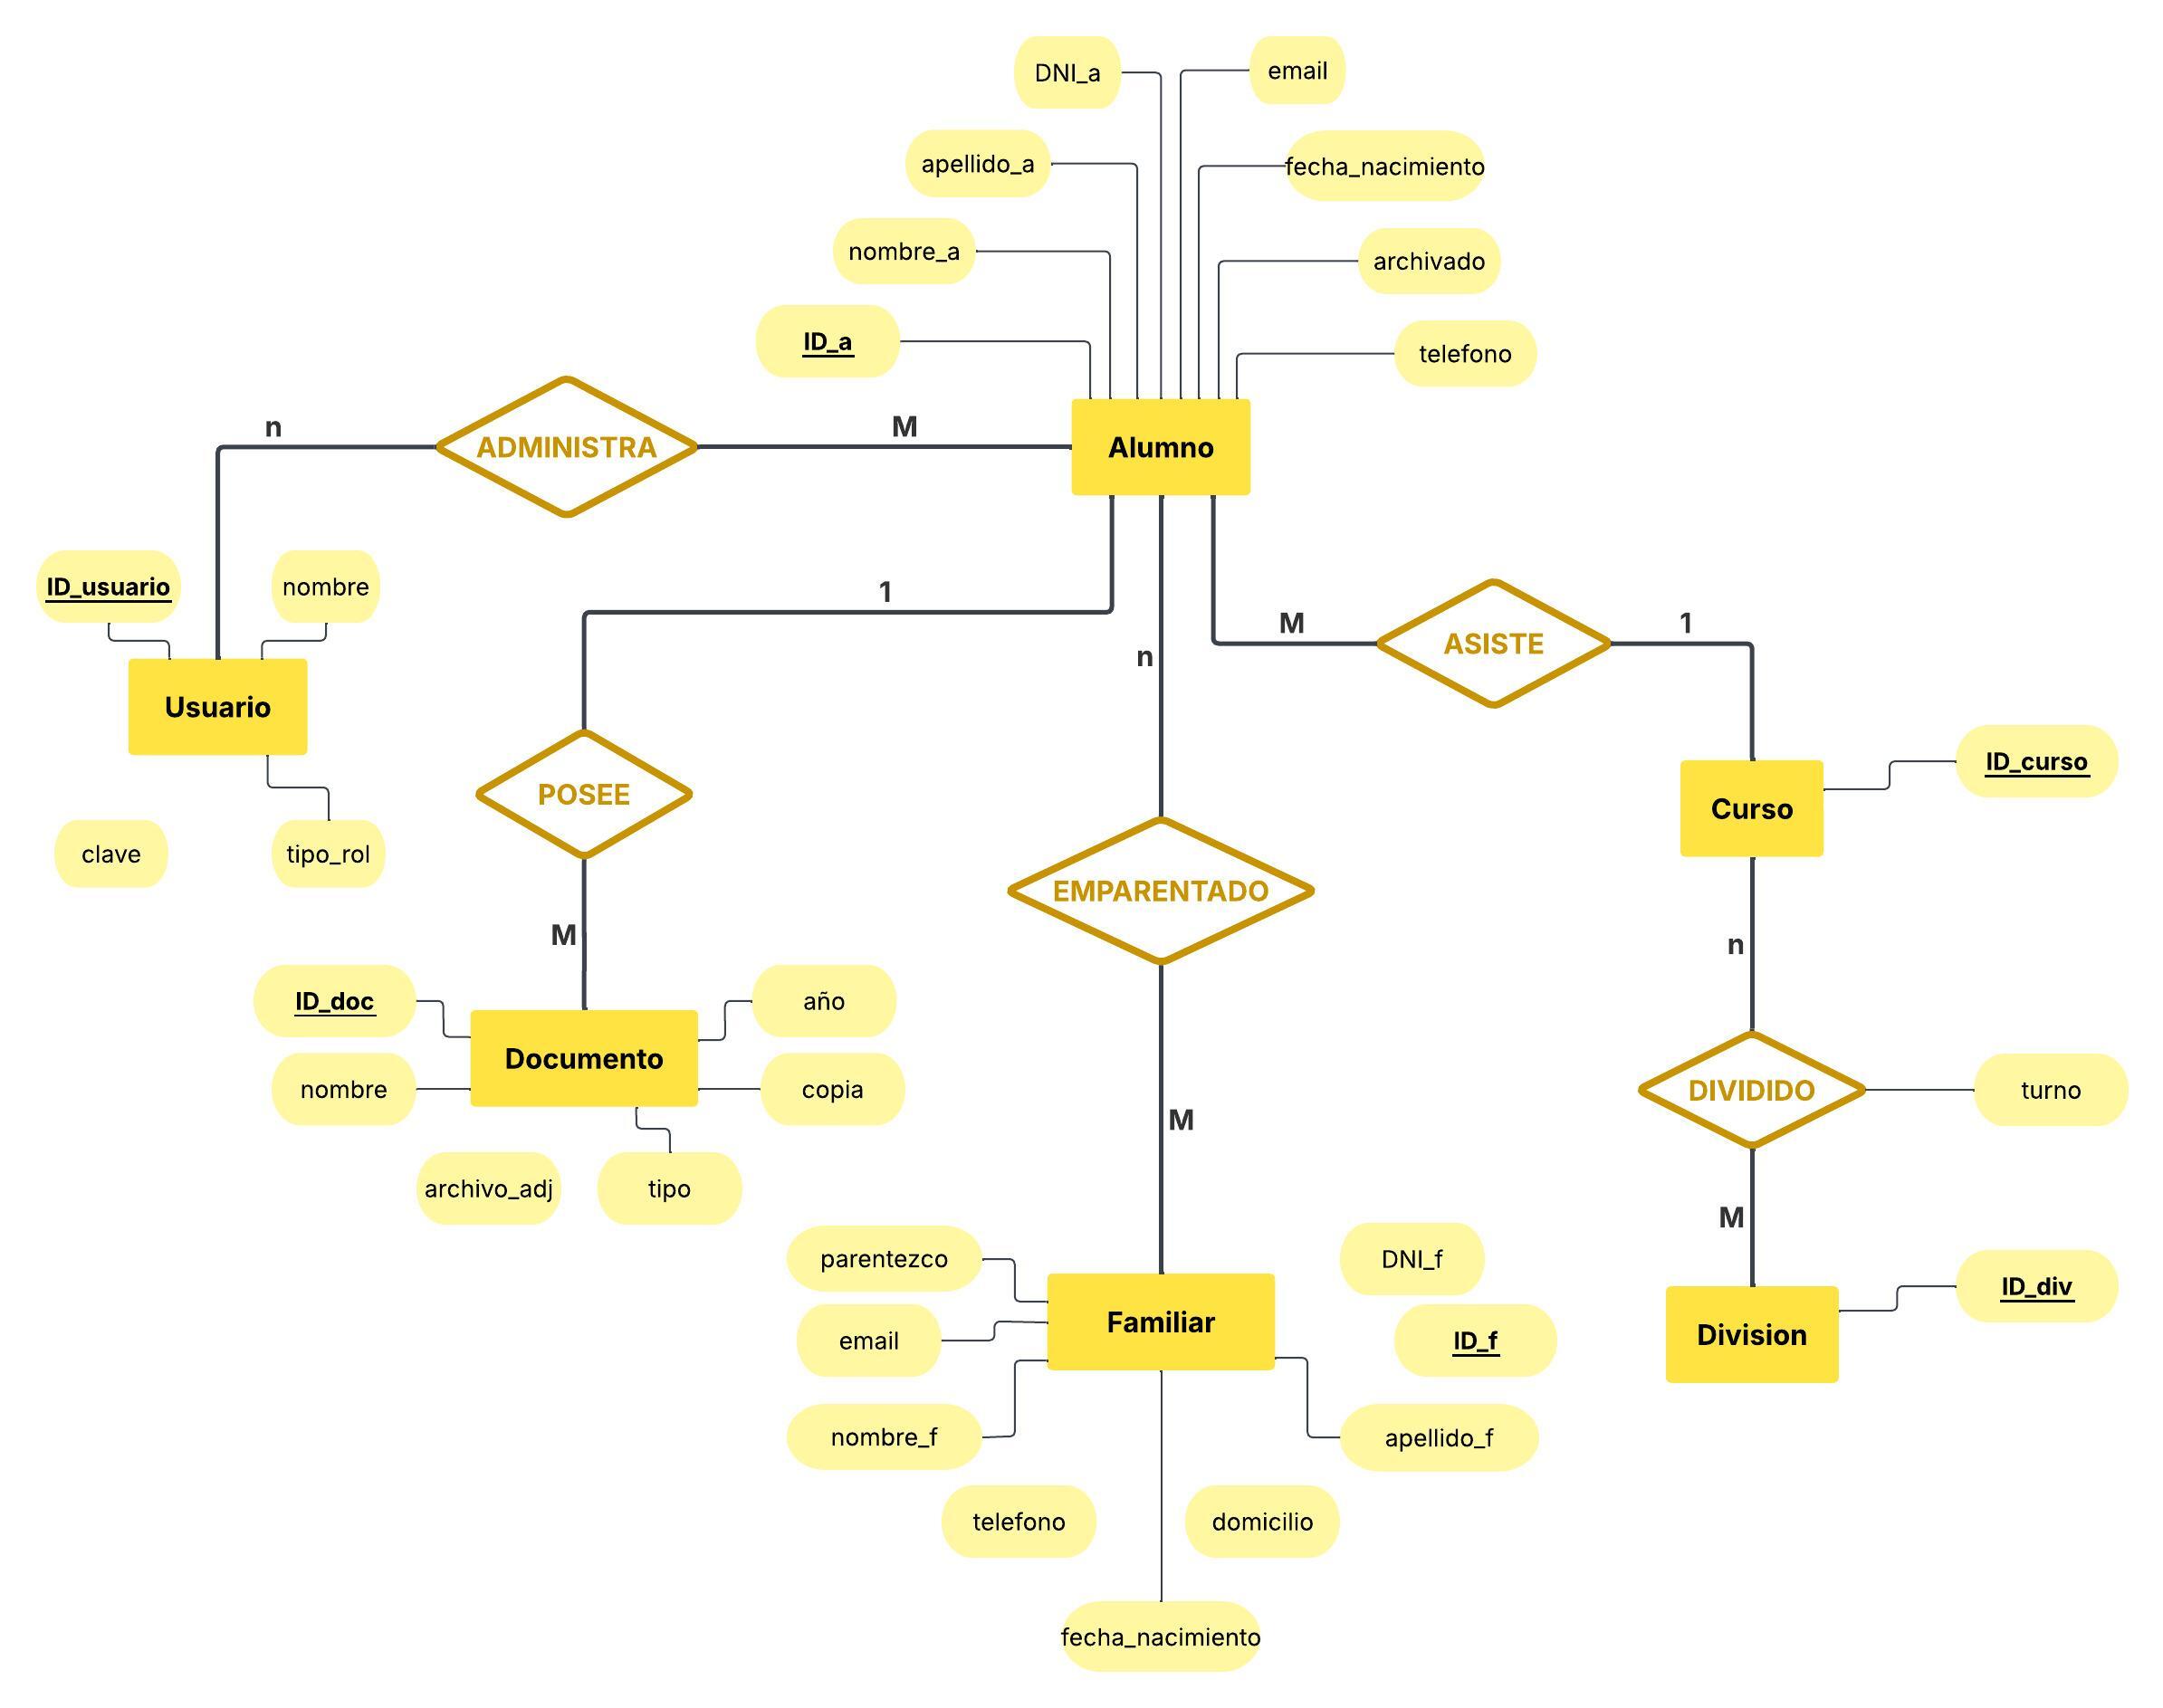 DNI_a
email
apellido_a
fecha_nacimiento
nombre_a
archivado
ID_a
telefono
n
ADMINISTRA
M
Alumno
ID_usuario
nombre
1
n
M
ASISTE
1
Usuario
POSEE
ID_curso
Curso
clave
tipo_rol
EMPARENTADO
M
n
ID_doc
año
Documento
nombre
copia
DIVIDIDO
turno
M
archivo_adj
tipo
M
parentezco
DNI_f
ID_div
Familiar
Division
email
ID_f
nombre_f
apellido_f
telefono
domicilio
fecha_nacimiento